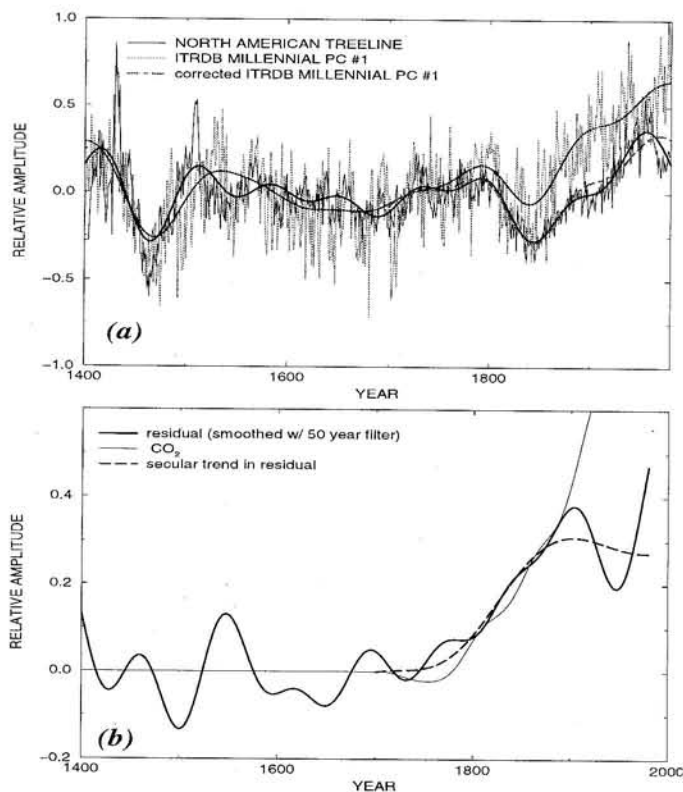 1.0
NORTH AMERICAN TREELINE
ITRDB MILLENNIAL PC #1
corrected ITRDB MILLENNIAL PC #1
0.5
0.0
−0.5
−1.0
RELATIVE AMPLITUDE
(a)
1400
1600
1800
YEAR
residual (smoothed w/ 50 year filter)
CO₂
secular trend in residual
0.4
0.2
0.0
−0.2
RELATIVE AMPLITUDE
(b)
1400
1600
1800
2000
YEAR